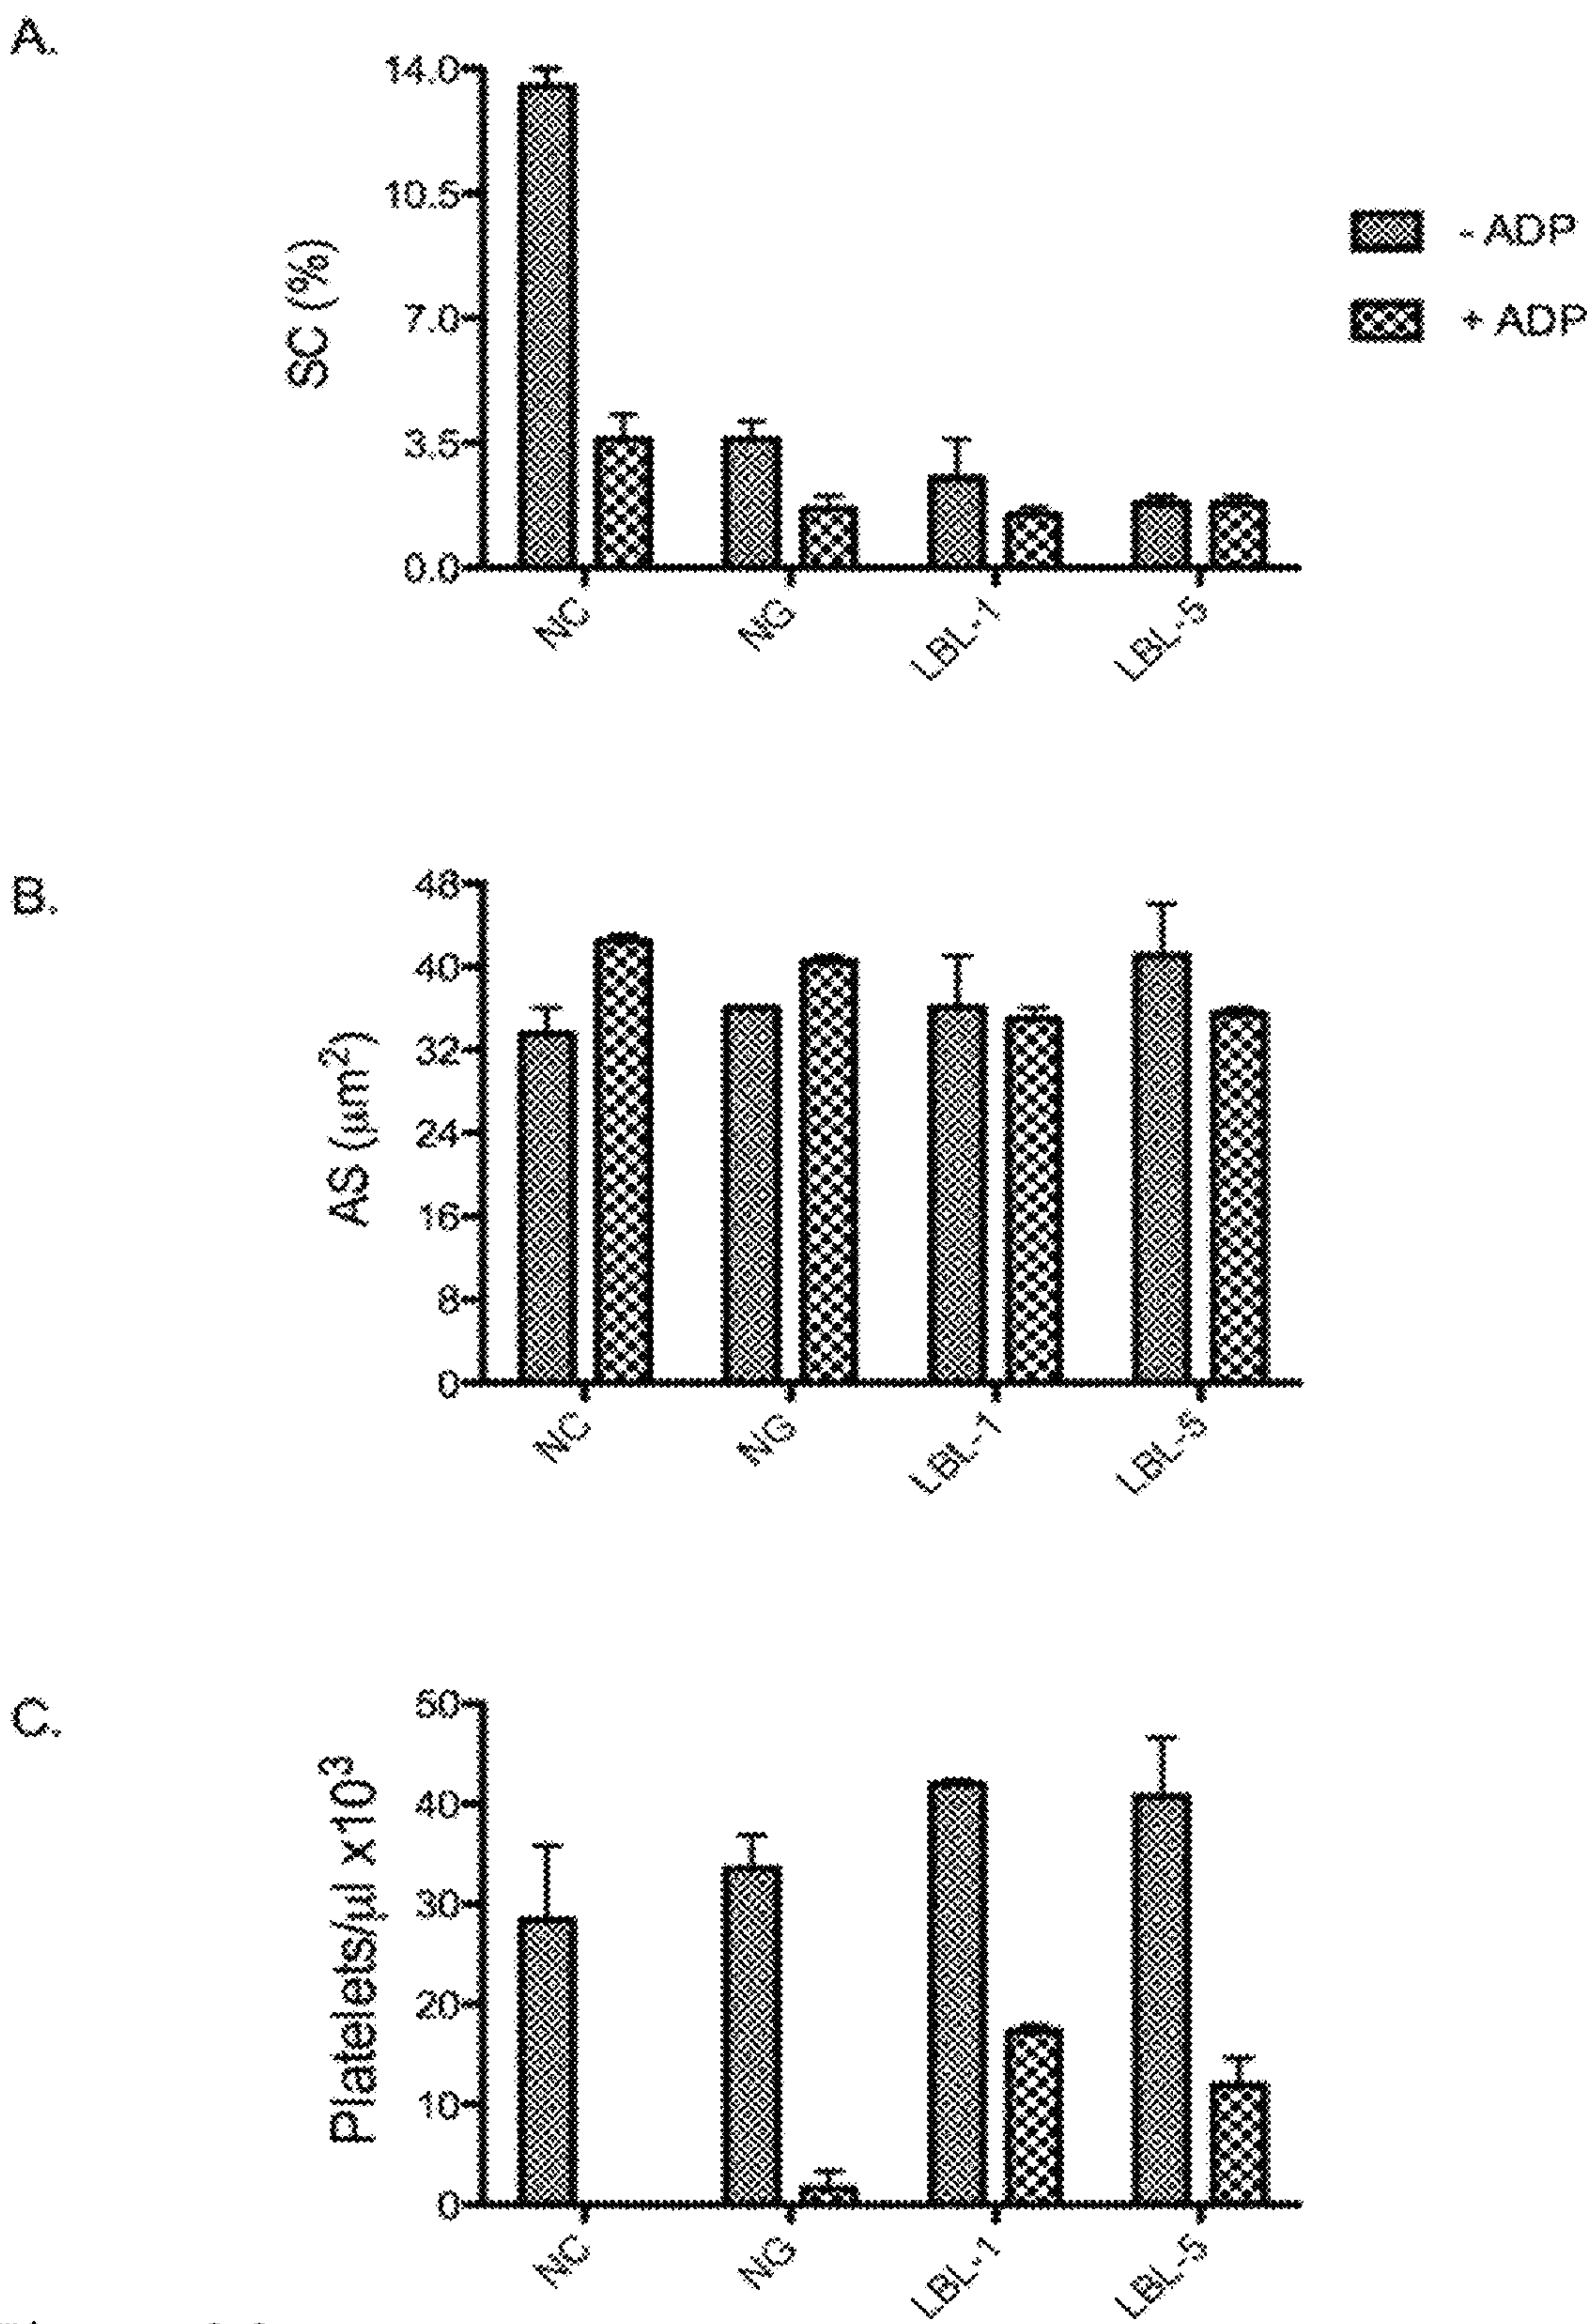 A.
14.0
10.5
7.0
3.5
0.0
SC (%)
- ADP
+ ADP
NC
NG
LBL-1
LBL-5
B.
48
40
32
24
16
8
0
AS (µm²)
NC
NG
LBL-1
LBL-5
C.
50
40
30
20
10
0
Platelets/µl x10³
NC
NG
LBL-1
LBL-5